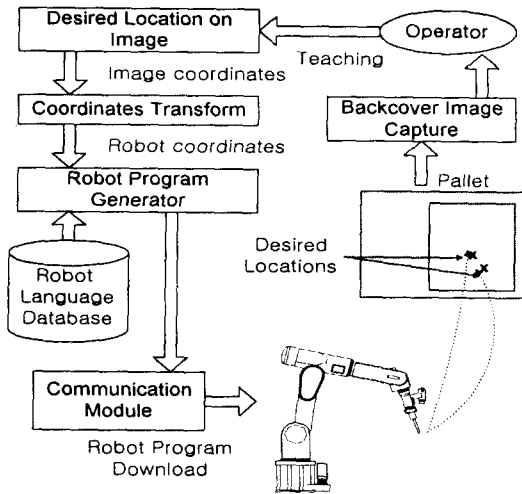 Desired Location on
Image
Operator
Teaching
Image coordinates
Coordinates Transform
Backcover Image
Capture
Robot coordinates
Robot Program
Generator
Pallet
Desired
Locations
Robot
Language
Database
Communication
Module
Robot Program
Download